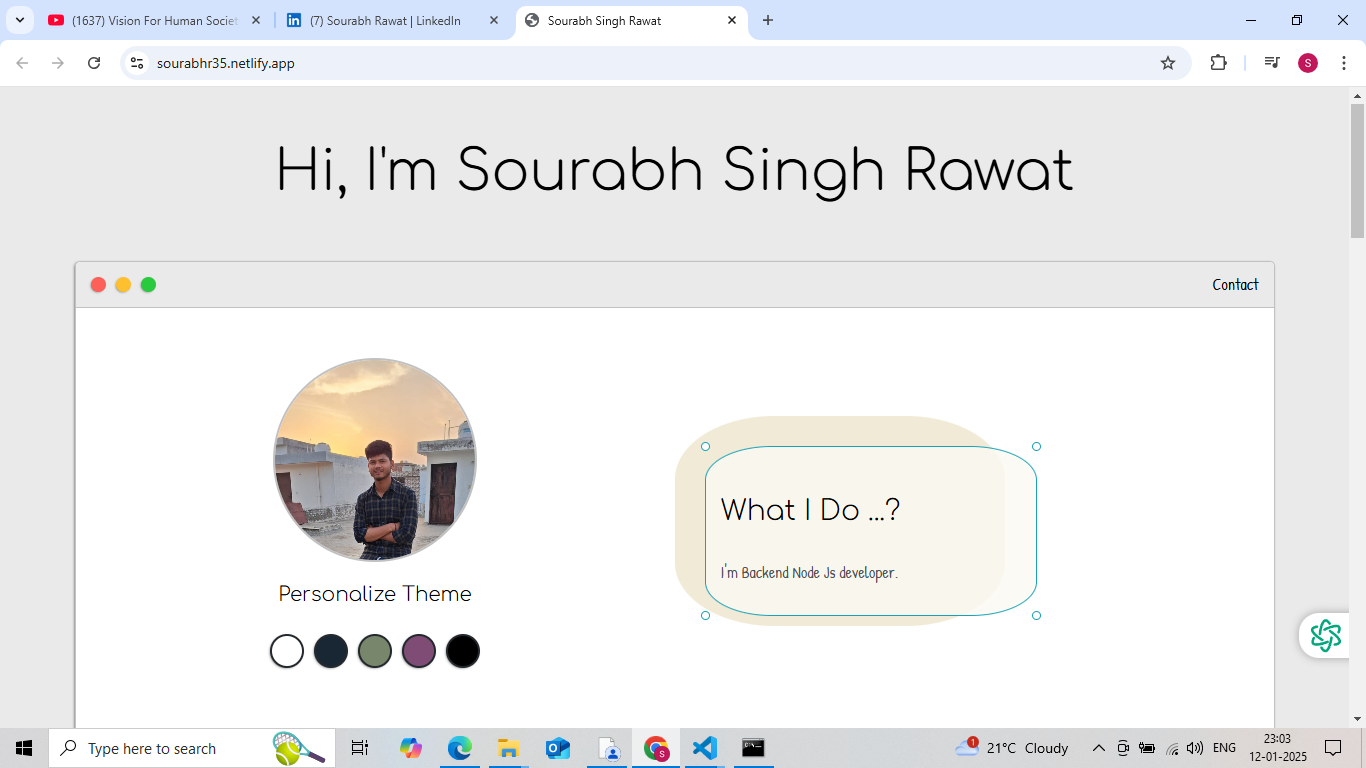 (1637) Vision For Human Societ
(7) Sourabh Rawat | LinkedIn
Sourabh Singh Rawat
sourabhr35.netlify.app
S
Hi, I'm Sourabh Singh Rawat
Contact
What I Do ...?
I'm Backend Node Js developer.
Personalize Theme
Type here to search
S
1
21°C Cloudy
ENG
23:03
12-01-2025